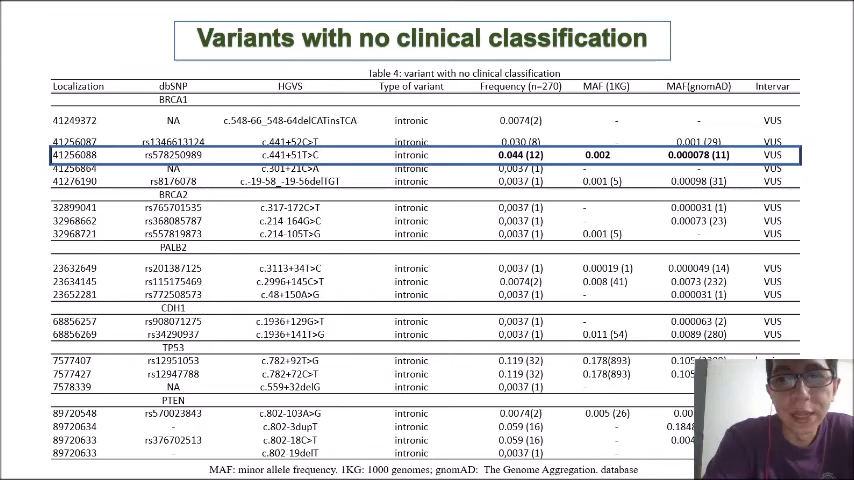 Variants with no clinical classification
Table 4: variant with no clinical classification
Localization dbSNP HGVS Type of variant Frequency (n=270) MAF (1KG) MAF(gnomAD) Intervar
BRCA1
41249372 NA c.548-66_548-64delCATinsTCA intronic 0.0074(2) - - VUS
41256087 rs1346613124 c.441+52C>T intronic 0.030 (8) - 0.001 (29) VUS
41256088 rs578250989 c.441+51T>C intronic 0.044 (12) 0.002 0.000078 (11) VUS
41256864 NA c.301+21C>A intronic 0,0037 (1) - - VUS
41276190 rs8176078 c.-19-58_-19-56delTGT intronic 0,0037 (1) 0.001 (5) 0.00098 (31) VUS
BRCA2
32899041 rs765701535 c.317-172C>T intronic 0,0037 (1) - 0.000031 (1) VUS
32968662 rs368085787 c.214-164G>C intronic 0,0037 (1) - 0.00073 (23) VUS
32968721 rs557819873 c.214-105T>G intronic 0,0037 (1) 0.001 (5) - VUS
PALB2
23632649 rs201387125 c.3113+34T>C intronic 0,0037 (1) 0.00019 (1) 0.000049 (14) VUS
23634145 rs115175469 c.2996+145C>T intronic 0.0074(2) 0.008 (41) 0.0073 (232) VUS
23652281 rs772508573 c.48+150A>G intronic 0,0037 (1) - 0.000031 (1) VUS
CDH1
68856257 rs908071275 c.1936+129G>T intronic 0,0037 (1) - 0.000063 (2) VUS
68856269 rs34290937 c.1936+141T>G intronic 0,0037 (1) 0.011 (54) 0.0089 (280) VUS
TP53
7577407 rs12951053 c.782+92T>G intronic 0.119 (32) 0.178(893)
7577427 rs12947788 c.782+72C>T intronic 0.119 (32) 0.178(893)
7578339 NA c.559+32delG intronic 0,0037 (1) -
PTEN
89720548 rs570023843 c.802-103A>G intronic 0.0074(2) 0.005 (26)
89720634 - c.802-3dupT intronic 0.059 (16) -
89720633 rs376702513 c.802-18C>T intronic 0.059 (16) -
89720633 - c.802-19delT intronic 0,0037 (1) -
MAF: minor allele frequency. 1KG: 1000 genomes; gnomAD: The Genome Aggregation. database